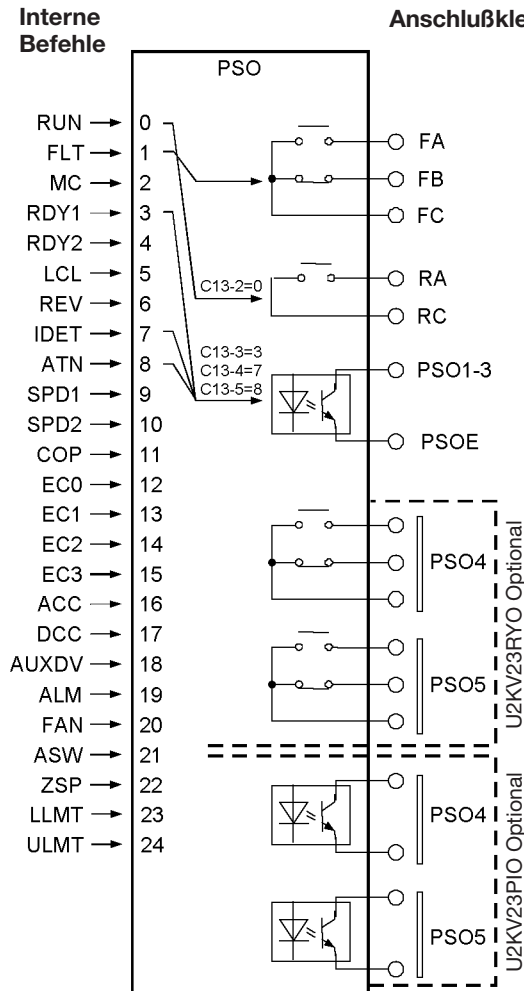 Interne
Befehle
Anschlußkle
PSO
RUN 0
FLT 1
MC 2
RDY1 3
RDY2 4
LCL 5
REV 6
IDET 7
ATN 8
SPD1 9
SPD2 10
COP 11
EC0 12
EC1 13
EC2 14
EC3 15
ACC 16
DCC 17
AUXDV 18
ALM 19
FAN 20
ASW 21
ZSP 22
LLMT 23
ULMT 24
C13-2=0
C13-3=3
C13-4=7
C13-5=8
FA
FB
FC
RA
RC
PSO1-3
PSOE
PSO4
PSO5
U2KV23RYO Optional
PSO4
PSO5
U2KV23PIO Optional